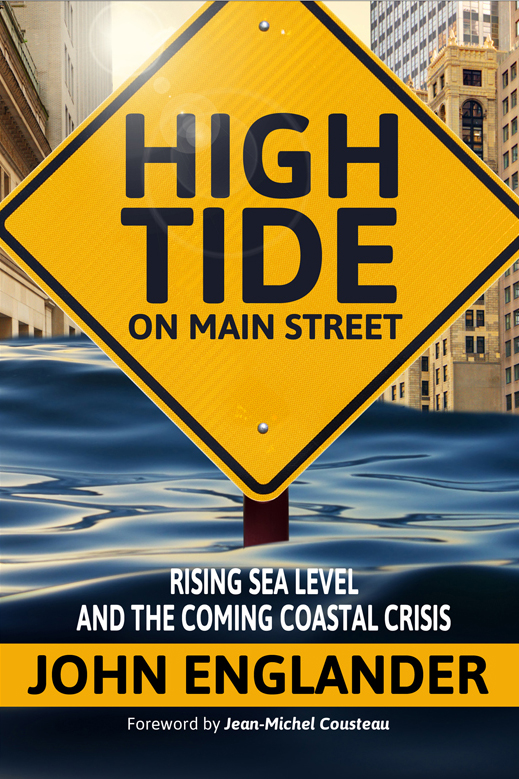 HIGH
TIDE
ON MAIN STREET
RISING SEA LEVEL
AND THE COMING COASTAL CRISIS
JOHN ENGLANDER
Foreword by Jean-Michel Cousteau